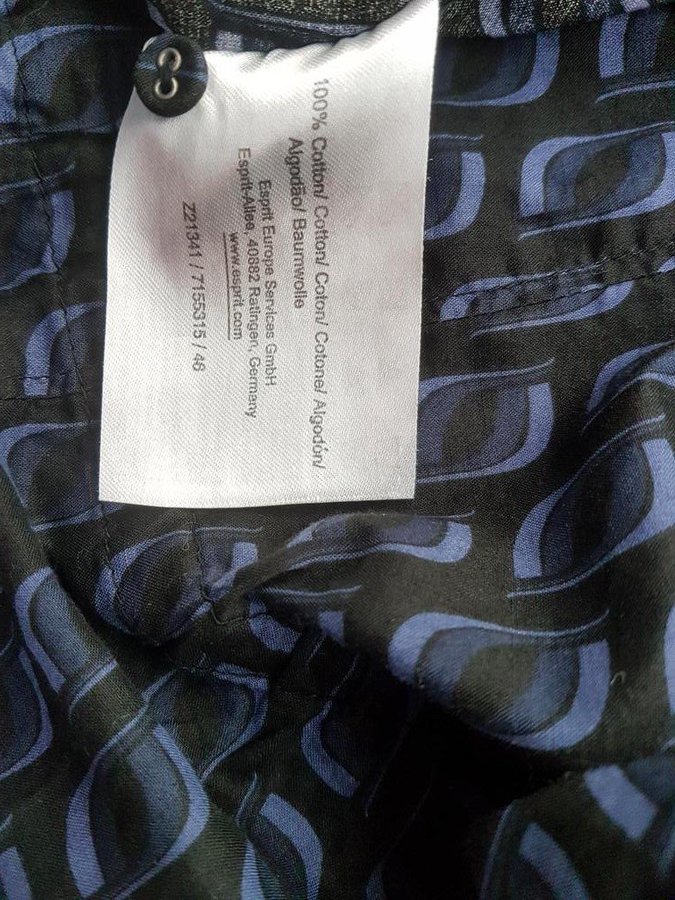 100% Cotton/ Cotton/ Coton/ Cotone/ Algodón/
Algodão/ Baumwolle
Esprit Europe Services GmbH
Esprit-Allee, 40882 Ratingen, Germany
www.esprit.com
Z21341 / 7155315 / 46